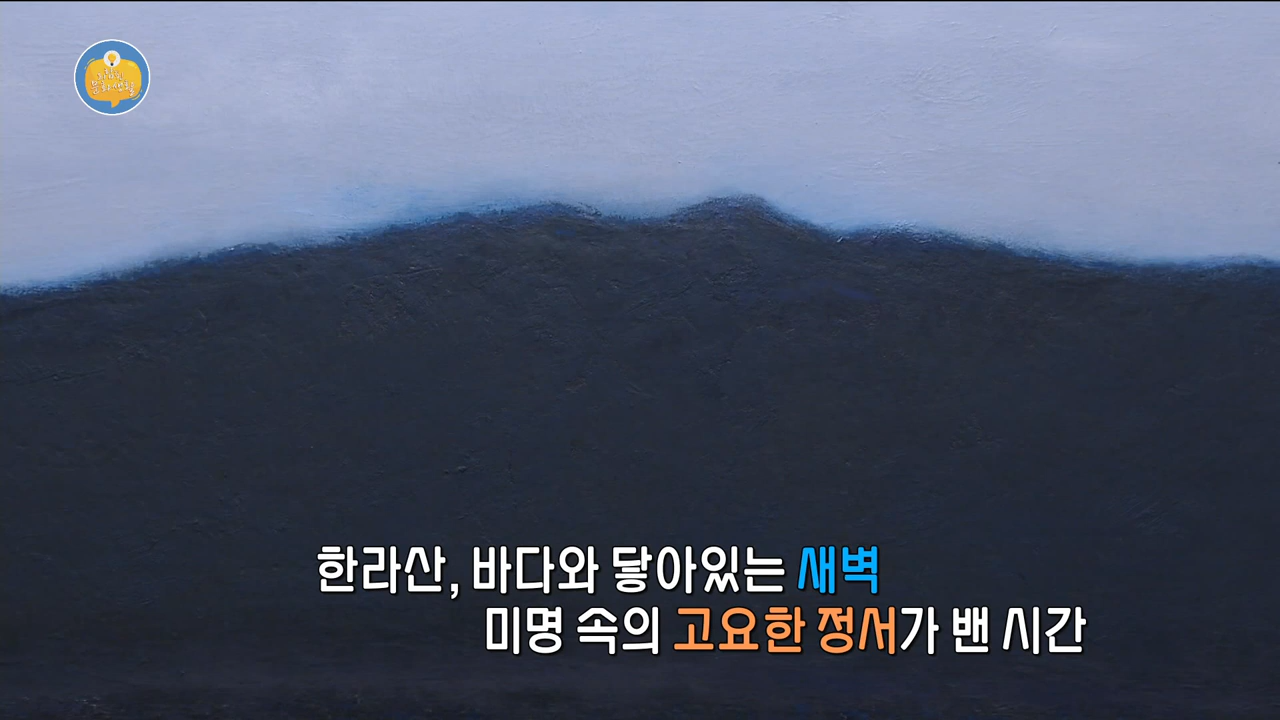 한라산, 바다와 닿아있는 새벽
미명 속의 고요한 정서가 밴 시간